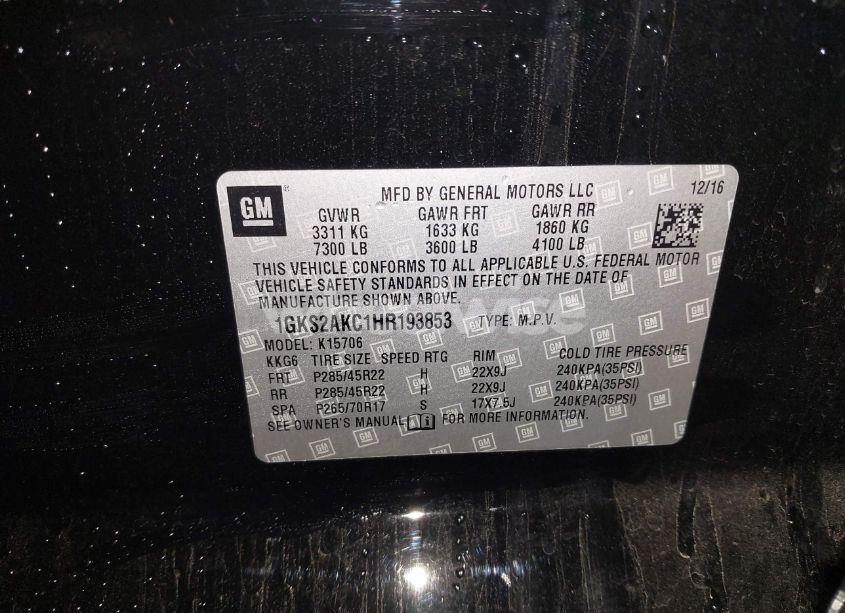 GM
MFD BY GENERAL MOTORS LLC 12/16
GVWR GAWR FRT GAWR RR
3311 KG 1633 KG 1860 KG
7300 LB 3600 LB 4100 LB
THIS VEHICLE CONFORMS TO ALL APPLICABLE U.S. FEDERAL MOTOR
VEHICLE SAFETY STANDARDS IN EFFECT ON THE DATE OF
MANUFACTURE SHOWN ABOVE.
1GKS2AKC1HR193853 TYPE: M.P.V.
MODEL: K15706
KKG6 TIRE SIZE SPEED RTG RIM COLD TIRE PRESSURE
FRT P285/45R22 H 22X9J 240KPA(35PSI)
RR P285/45R22 H 22X9J 240KPA(35PSI)
SPA P265/70R17 S 17X7.5J 240KPA(35PSI)
SEE OWNER'S MANUAL FOR MORE INFORMATION.